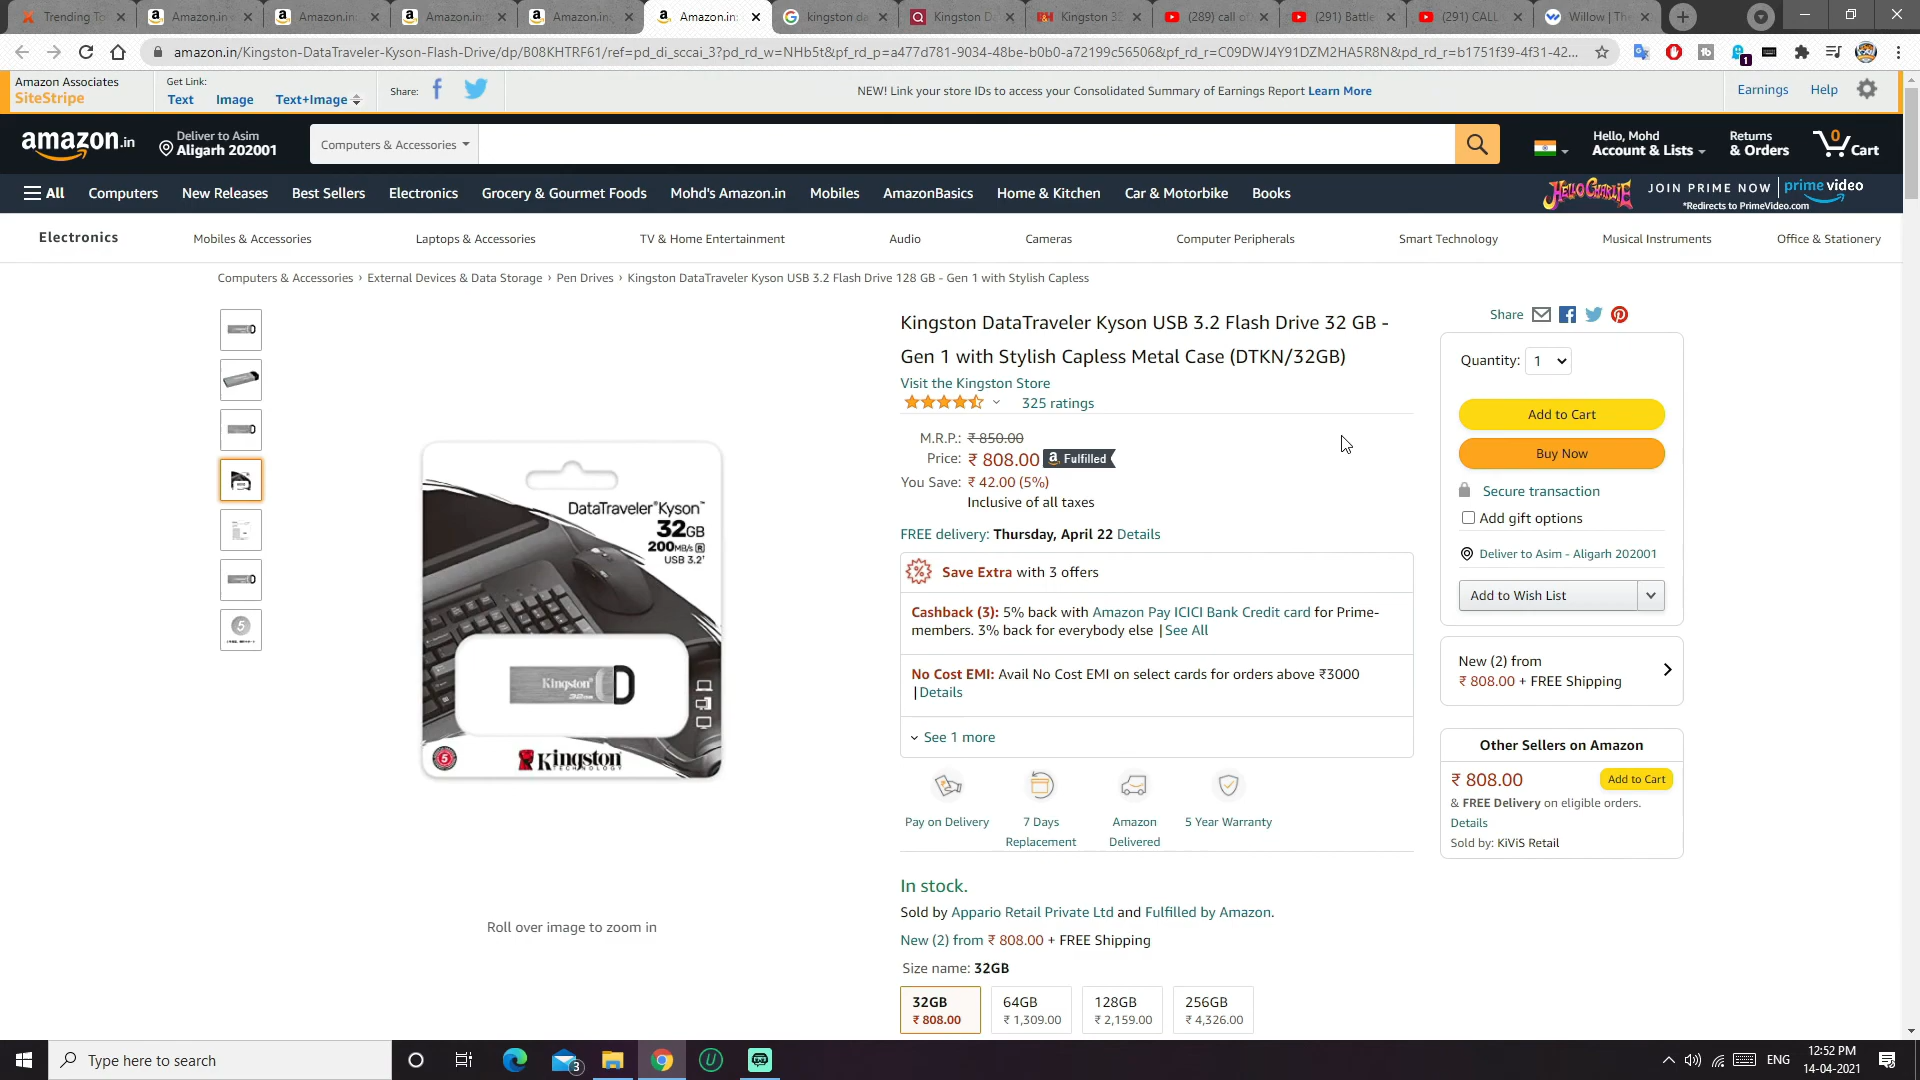 Trending To
Amazon.in
Amazon.in:
Amazon.in:
Amazon.in:
Amazon.in:
kingston da
Kingston D
Kingston 32
(289) call of
(291) Battle
(291) CALL
Willow | The
amazon.in/Kingston-DataTraveler-Kyson-Flash-Drive/dp/B08KHTRF61/ref=pd_di_sccai_3?pd_rd_w=NHb5t&pf_rd_p=a477d781-9034-48be-b0b0-a72199c56506&pf_rd_r=C09DWJ4Y91DZM2HA5R8N&pd_rd_r=b1751f39-4f31-42...
1
Amazon Associates
SiteStripe
Get Link:
Text Image Text+Image
Share:
NEW! Link your store IDs to access your Consolidated Summary of Earnings Report Learn More
Earnings Help
amazon.in
Deliver to Asim
Aligarh 202001
Computers & Accessories
Hello, Mohd
Account & Lists
Returns
& Orders
0
Cart
All Computers New Releases Best Sellers Electronics Grocery & Gourmet Foods Mohd's Amazon.in Mobiles AmazonBasics Home & Kitchen Car & Motorbike Books
HELLO CHARLIE
JOIN PRIME NOW
prime video
*Redirects to PrimeVideo.com
Electronics Mobiles & Accessories Laptops & Accessories TV & Home Entertainment Audio Cameras Computer Peripherals Smart Technology Musical Instruments Office & Stationery
Computers & Accessories › External Devices & Data Storage › Pen Drives › Kingston DataTraveler Kyson USB 3.2 Flash Drive 128 GB - Gen 1 with Stylish Capless
5
DataTraveler®Kyson™
32GB
200MB/s R
USB 3.2¹
Kingston
32GB
5
Kingston
TECHNOLOGY
Roll over image to zoom in
Kingston DataTraveler Kyson USB 3.2 Flash Drive 32 GB -
Gen 1 with Stylish Capless Metal Case (DTKN/32GB)
Visit the Kingston Store
325 ratings
M.R.P.: ₹ 850.00
Price: ₹ 808.00 a Fulfilled
You Save: ₹ 42.00 (5%)
Inclusive of all taxes
FREE delivery: Thursday, April 22 Details
% Save Extra with 3 offers
Cashback (3): 5% back with Amazon Pay ICICI Bank Credit card for Prime-
members. 3% back for everybody else | See All
No Cost EMI: Avail No Cost EMI on select cards for orders above ₹3000
| Details
See 1 more
Pay on Delivery
7 Days
Replacement
Amazon
Delivered
5 Year Warranty
In stock.
Sold by Appario Retail Private Ltd and Fulfilled by Amazon.
New (2) from ₹ 808.00 + FREE Shipping
Size name: 32GB
32GB
₹ 808.00
64GB
₹ 1,309.00
128GB
₹ 2,159.00
256GB
₹ 4,326.00
Share
Quantity: 1
Add to Cart
Buy Now
Secure transaction
Add gift options
Deliver to Asim - Aligarh 202001
Add to Wish List
New (2) from
₹ 808.00 + FREE Shipping
Other Sellers on Amazon
₹ 808.00
Add to Cart
& FREE Delivery on eligible orders.
Details
Sold by: KiViS Retail
Type here to search
3
ENG
12:52 PM
14-04-2021